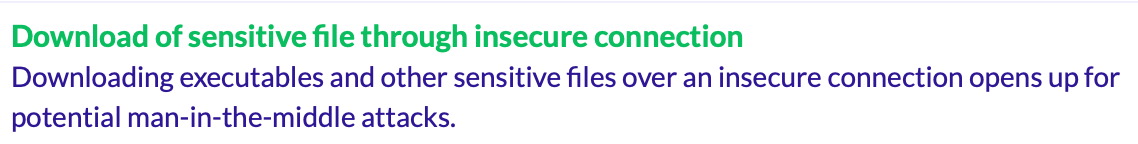 Download of sensitive file through insecure connection
Downloading executables and other sensitive files over an insecure connection opens up for
potential man-in-the-middle attacks.